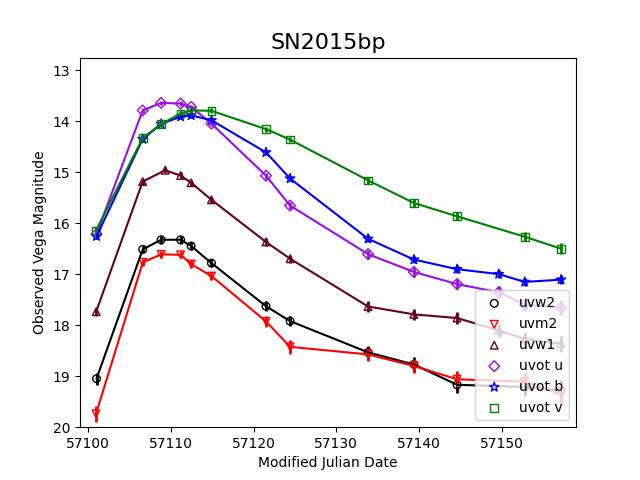 SN2015bp
Observed Vega Magnitude
13
14
15
16
17
18
19
20
uvw2
uvm2
uvw1
uvot u
uvot b
uvot v
57100 57110 57120 57130 57140 57150
Modified Julian Date